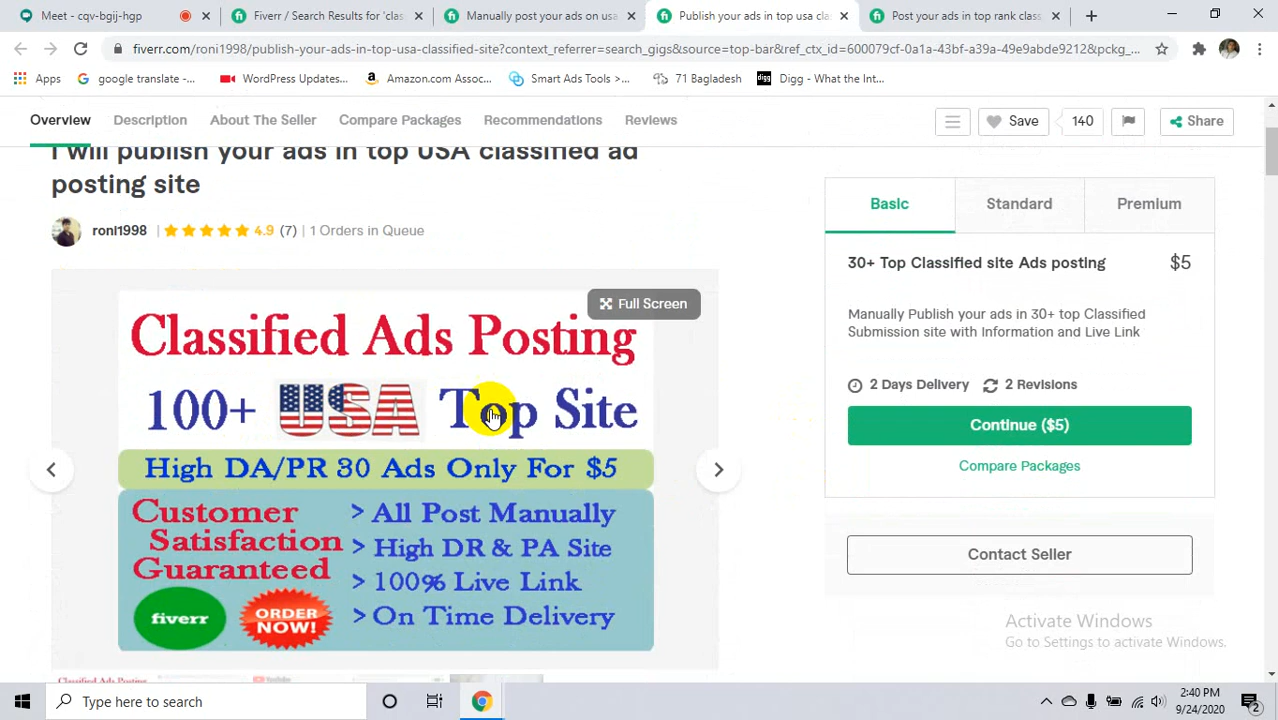 Meet - cqv-bgij-hgp
Fiverr / Search Results for 'clas
Manually post your ads on usa
Publish your ads in top usa cla
Post your ads in top rank class
fiverr.com/roni1998/publish-your-ads-in-top-usa-classified-site?context_referrer=search_gigs&source=top-bar&ref_ctx_id=600079cf-0a1a-43bf-a39a-49e9abde9212&pckg_...
Apps
google translate -...
WordPress Updates...
Amazon.com Assoc...
Smart Ads Tools >...
71 Bagladesh
digg
Digg - What the Int...
Overview
Description
About The Seller
Compare Packages
Recommendations
Reviews
Save
140
Share
I will publish your ads in top USA classified ad
posting site
roni1998 | 4.9 (7) | 1 Orders in Queue
Full Screen
Classified Ads Posting
100+ USA Top Site
High DA/PR 30 Ads Only For $5
Customer
Satisfaction
Guaranteed
> All Post Manually
> High DR & PA Site
> 100% Live Link
> On Time Delivery
fiverr
ORDER
NOW!
Classified Ads Posting
YouTube
Basic
Standard
Premium
30+ Top Classified site Ads posting
$5
Manually Publish your ads in 30+ top Classified
Submission site with Information and Live Link
2 Days Delivery
2 Revisions
Continue ($5)
Compare Packages
Contact Seller
Activate Windows
Go to Settings to activate Windows.
Type here to search
2:40 PM
9/24/2020
2